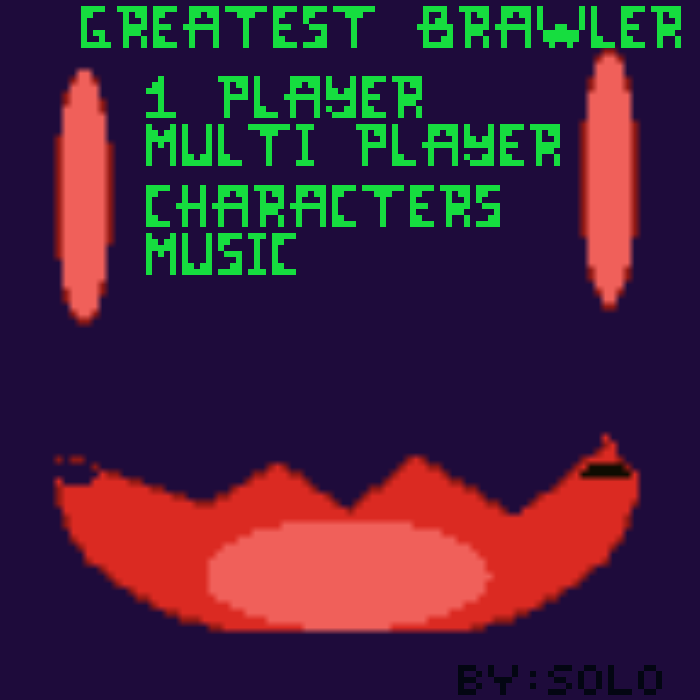 GREATEST BRAWLER
1 PLAYER
MULTI PLAYER
CHARACTERS
MUSIC
BY:SOLO